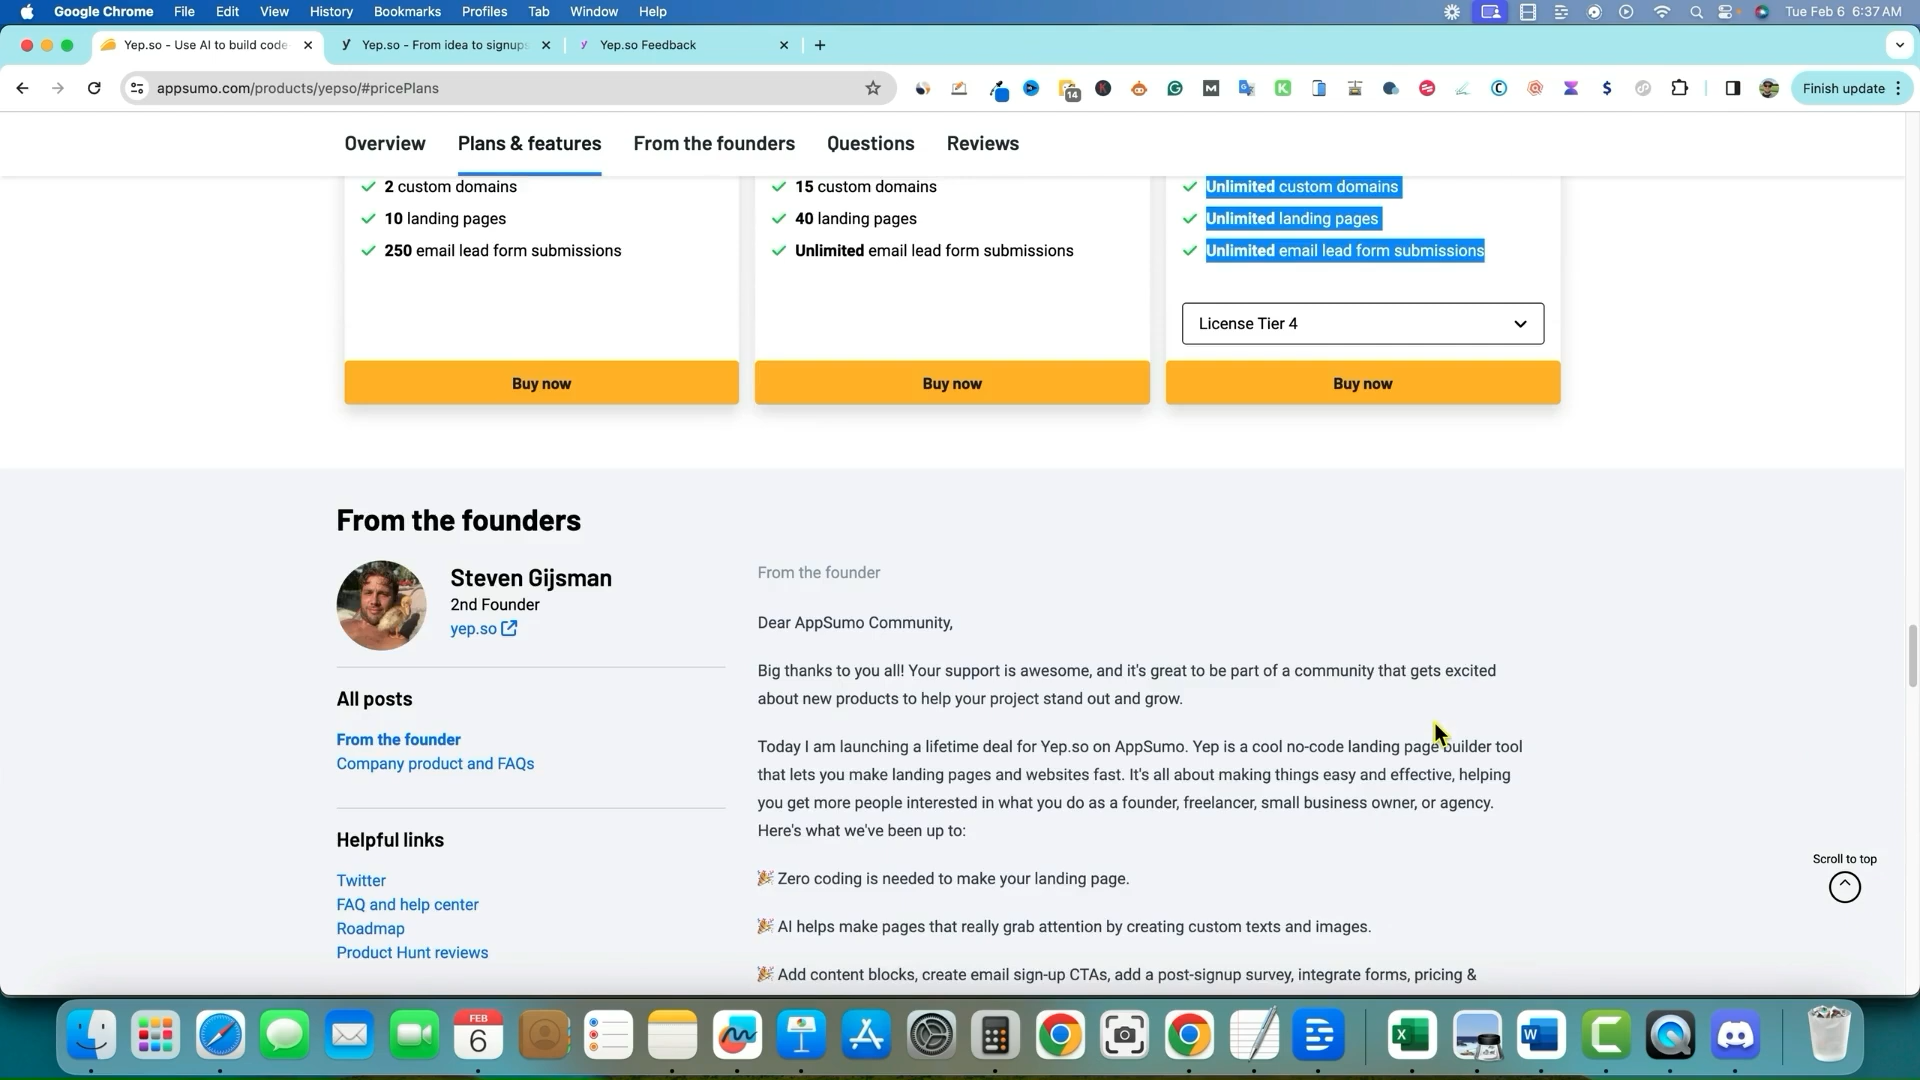 Google Chrome File Edit View History Bookmarks Profiles Tab Window Help Tue Feb 6 6:37 AM
Yep.so - Use AI to build code
Yep.so - From idea to signups
Yep.so Feedback
appsumo.com/products/yepso/#pricePlans
14
Finish update
Overview Plans & features From the founders Questions Reviews
2 custom domains
10 landing pages
250 email lead form submissions
Buy now
15 custom domains
40 landing pages
Unlimited email lead form submissions
Buy now
Unlimited custom domains
Unlimited landing pages
Unlimited email lead form submissions
License Tier 4
Buy now
From the founders
Steven Gijsman
2nd Founder
yep.so
All posts
From the founder
Company product and FAQs
Helpful links
Twitter
FAQ and help center
Roadmap
Product Hunt reviews
From the founder
Dear AppSumo Community,
Big thanks to you all! Your support is awesome, and it's great to be part of a community that gets excited
about new products to help your project stand out and grow.
Today I am launching a lifetime deal for Yep.so on AppSumo. Yep is a cool no-code landing page builder tool
that lets you make landing pages and websites fast. It's all about making things easy and effective, helping
you get more people interested in what you do as a founder, freelancer, small business owner, or agency.
Here's what we've been up to:
🎉 Zero coding is needed to make your landing page.
🎉 AI helps make pages that really grab attention by creating custom texts and images.
🎉 Add content blocks, create email sign-up CTAs, add a post-signup survey, integrate forms, pricing &
Scroll to top
FEB
6